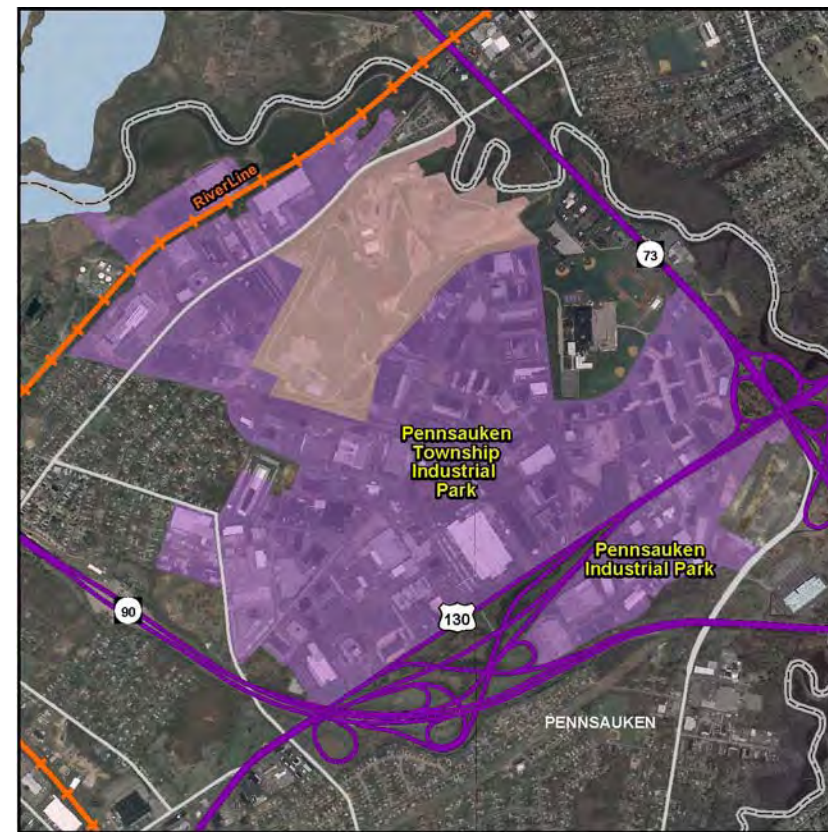 RiverLine
73
Pennsauken
Township
Industrial
Park
Pennsauken
Industrial Park
90
130
PENNSAUKEN